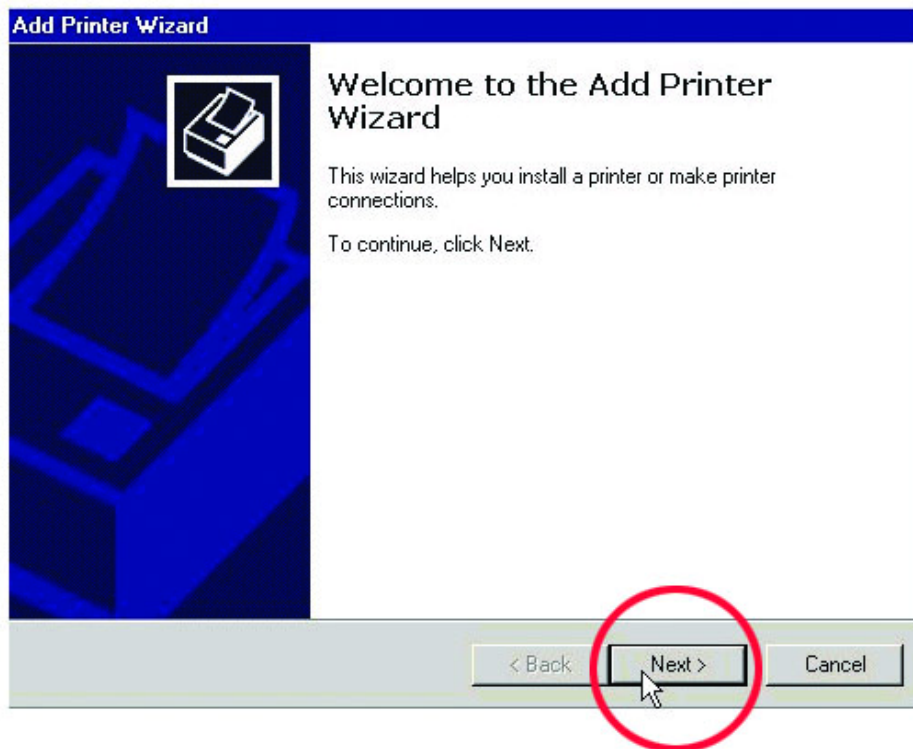 Add Printer Wizard
Welcome to the Add Printer
Wizard
This wizard helps you install a printer or make printer
connections.
To continue, click Next.
< Back
Next >
Cancel